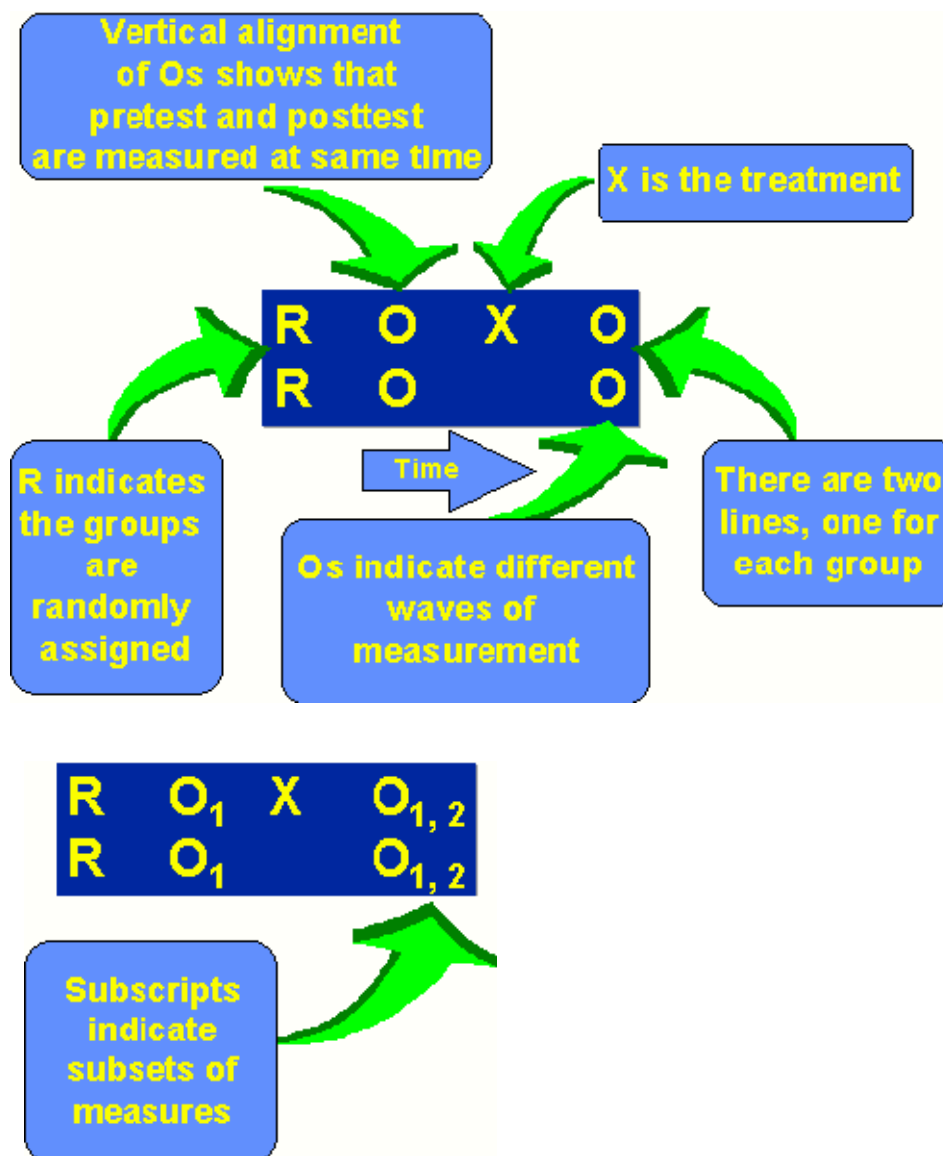 Vertical alignment
of Os shows that
pretest and posttest
are measured at same time
X is the treatment
R O X O
R O O
R indicates
the groups
are
randomly
assigned
Time
Os indicate different
waves of
measurement
There are two
lines, one for
each group
R O₁ X O₁, ₂
R O₁ O₁, ₂
Subscripts
indicate
subsets of
measures